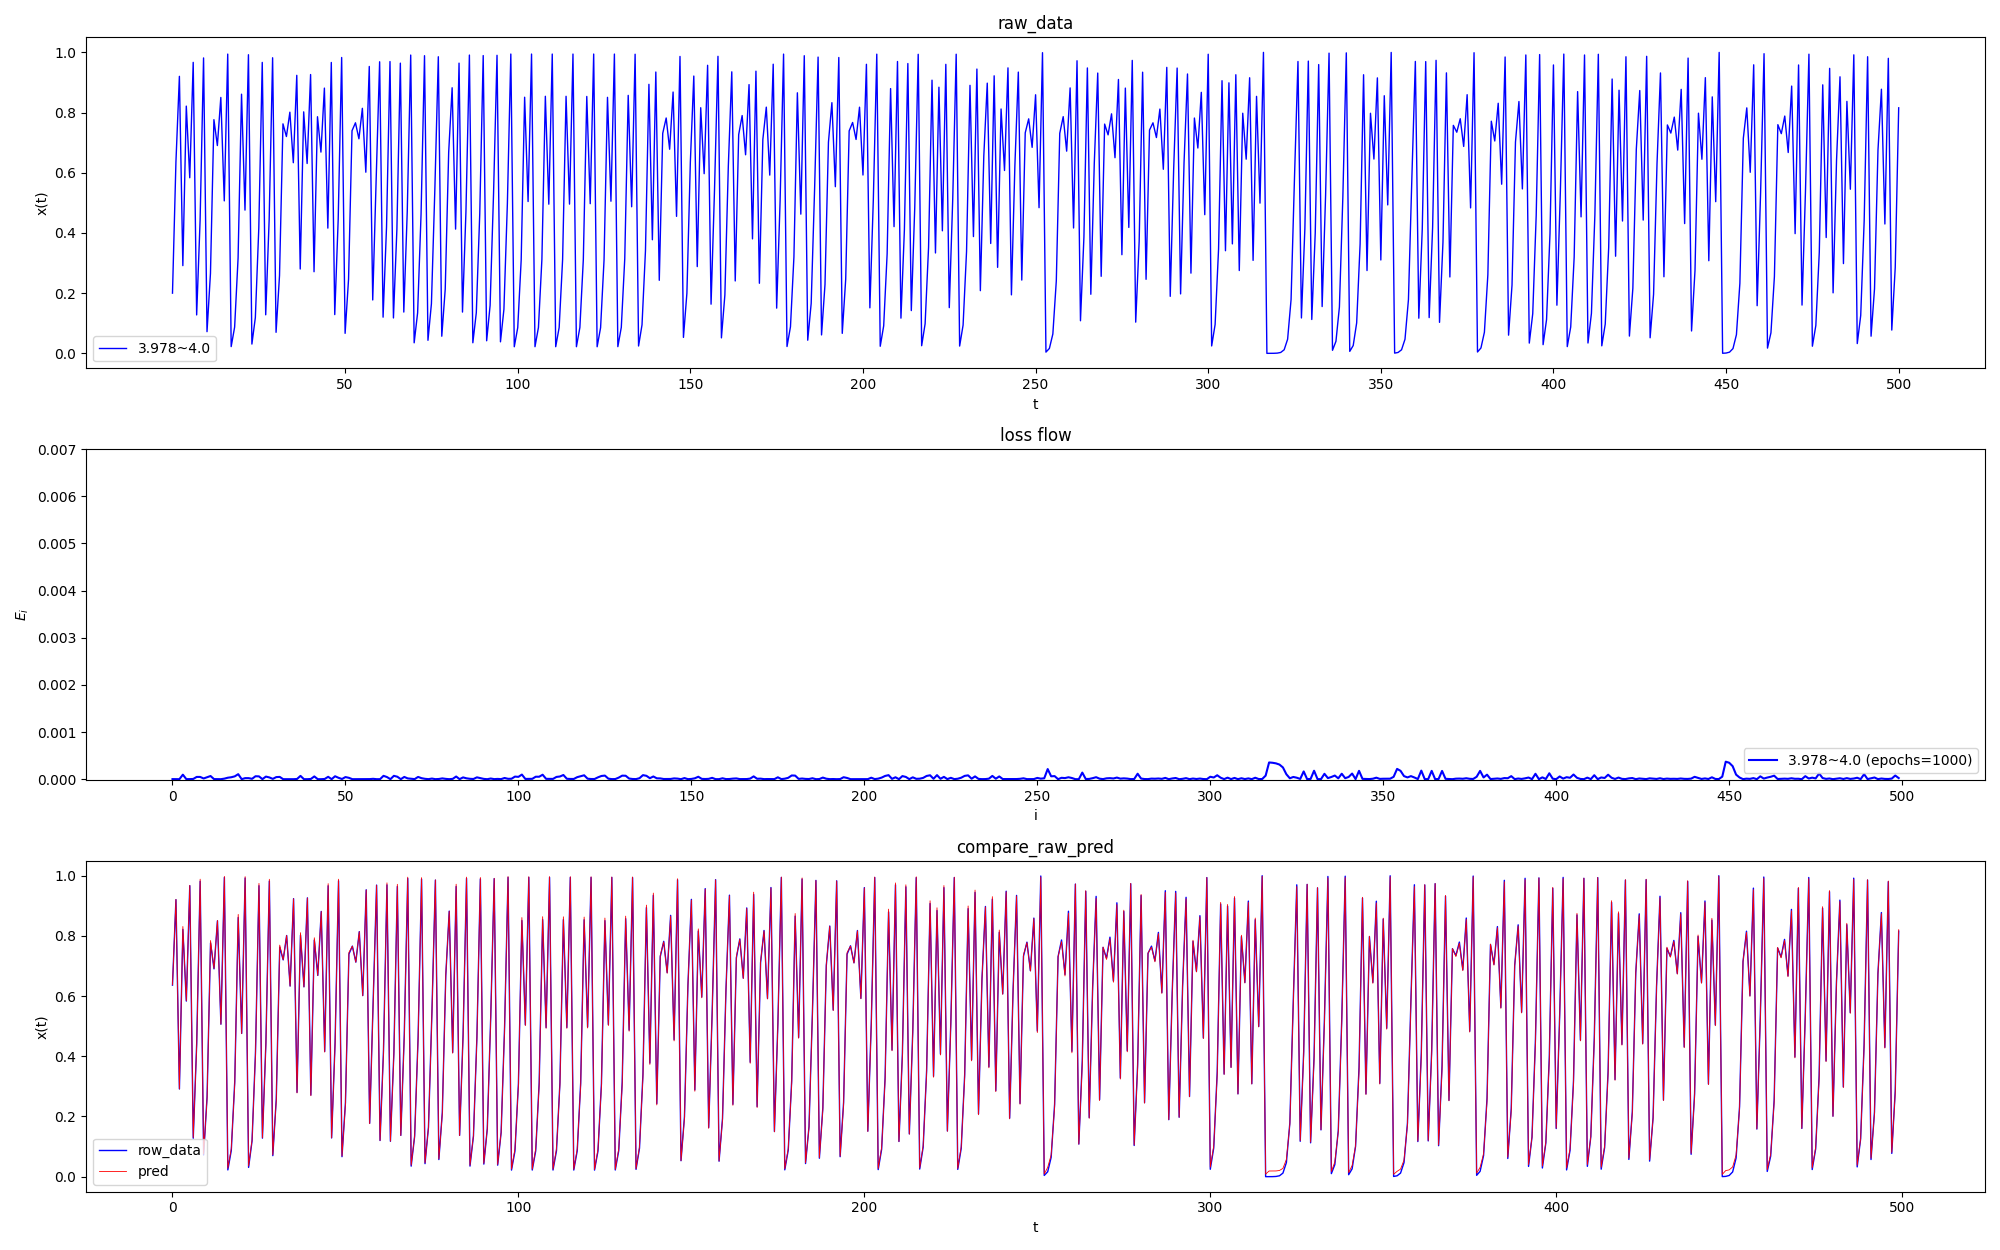 raw_data
1.0
0.8
0.6
0.4
0.2
0.0
x(t)
3.978~4.0
50 100 150 200 250 300 350 400 450 500
t
loss flow
0.007
0.006
0.005
0.004
0.003
0.002
0.001
0.000
E_i
3.978~4.0 (epochs=1000)
0 50 100 150 200 250 300 350 400 450 500
i
compare_raw_pred
1.0
0.8
0.6
0.4
0.2
0.0
x(t)
row_data
pred
0 100 200 300 400 500
t